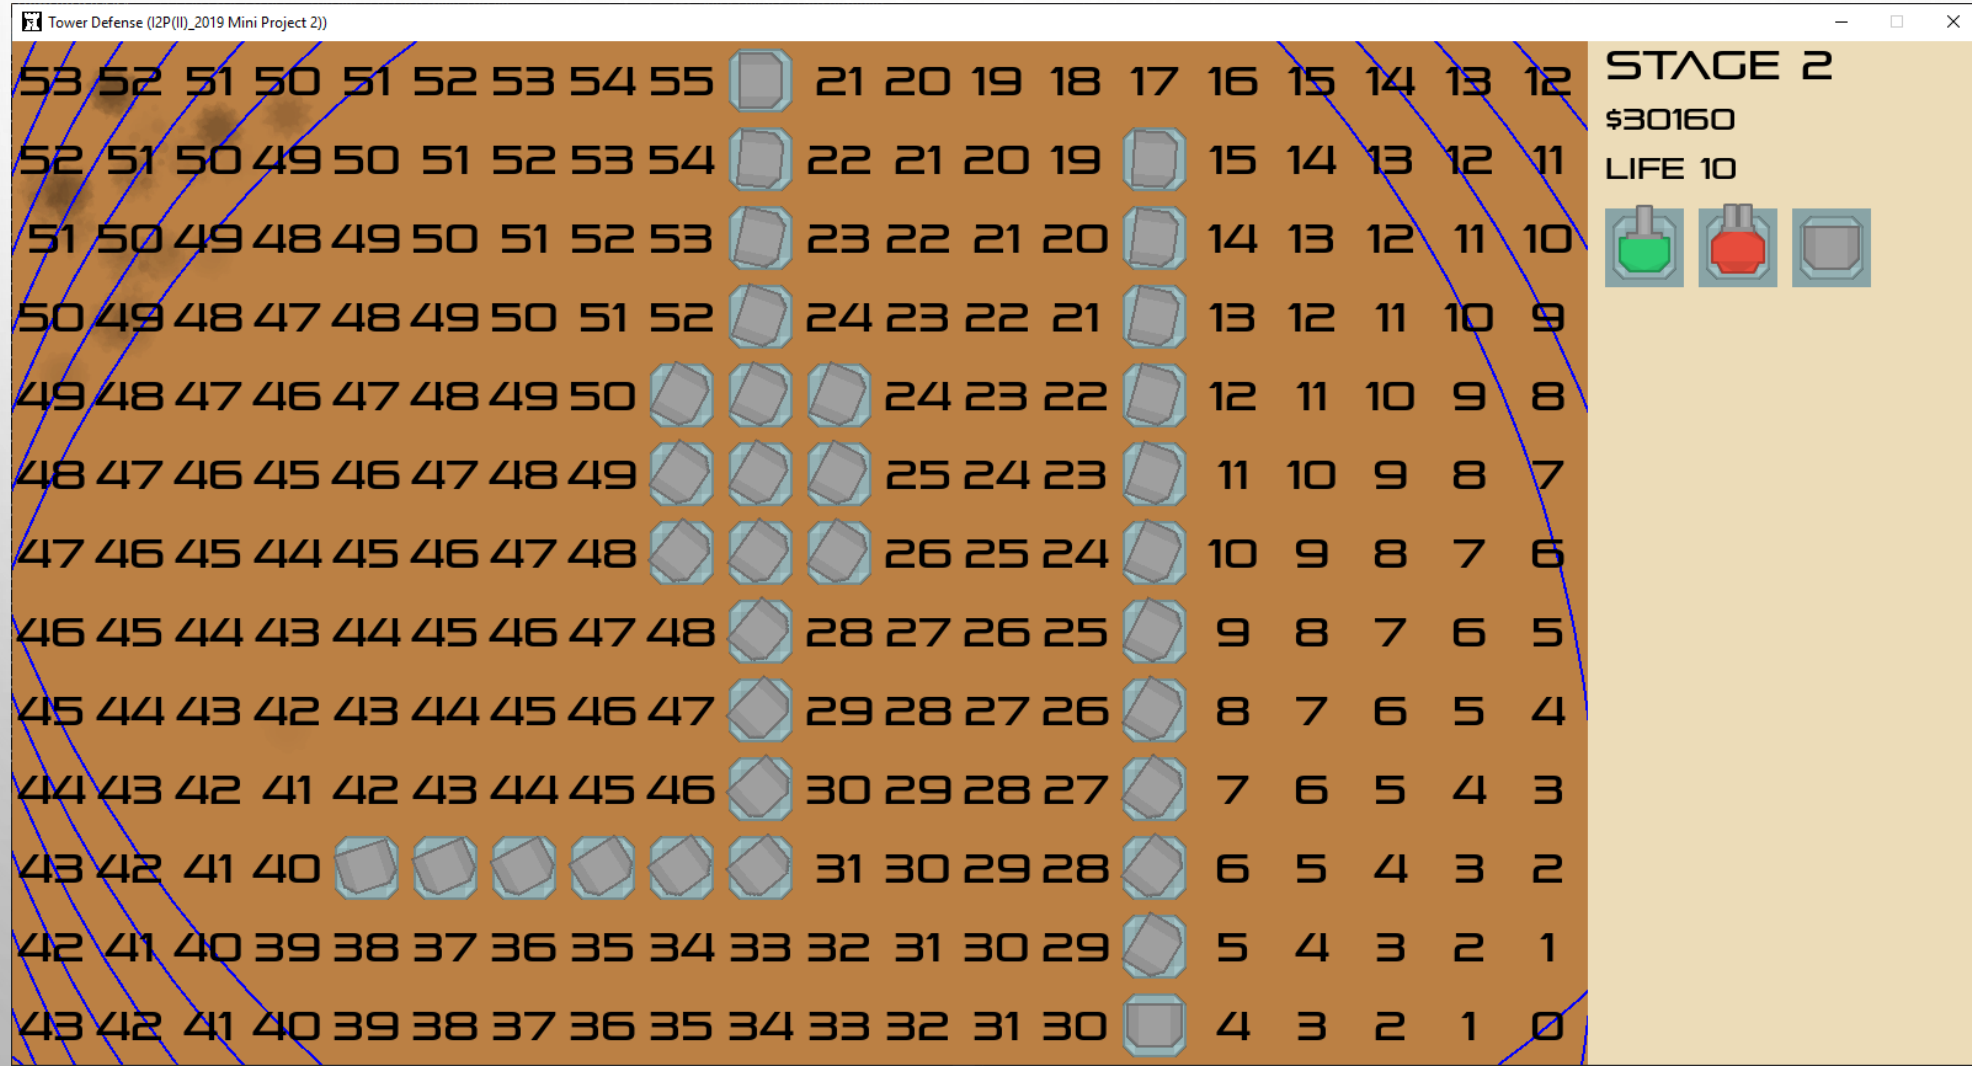 Tower Defense (I2P(II)_2019 Mini Project 2))
53 52 51 50 51 52 53 54 55 21 20 19 18 17 16 15 14 13 12
52 51 50 49 50 51 52 53 54 22 21 20 19 15 14 13 12 11
51 50 49 48 49 50 51 52 53 23 22 21 20 14 13 12 11 10
50 49 48 47 48 49 50 51 52 24 23 22 21 13 12 11 10 9
49 48 47 46 47 48 49 50 24 23 22 12 11 10 9 8
48 47 46 45 46 47 48 49 25 24 23 11 10 9 8 7
47 46 45 44 45 46 47 48 26 25 24 10 9 8 7 6
46 45 44 43 44 45 46 47 48 28 27 26 25 9 8 7 6 5
45 44 43 42 43 44 45 46 47 29 28 27 26 8 7 6 5 4
44 43 42 41 42 43 44 45 46 30 29 28 27 7 6 5 4 3
43 42 41 40 31 30 29 28 6 5 4 3 2
42 41 40 39 38 37 36 35 34 33 32 31 30 29 5 4 3 2 1
43 42 41 40 39 38 37 36 35 34 33 32 31 30 4 3 2 1 0
STAGE 2
$30160
LIFE 10